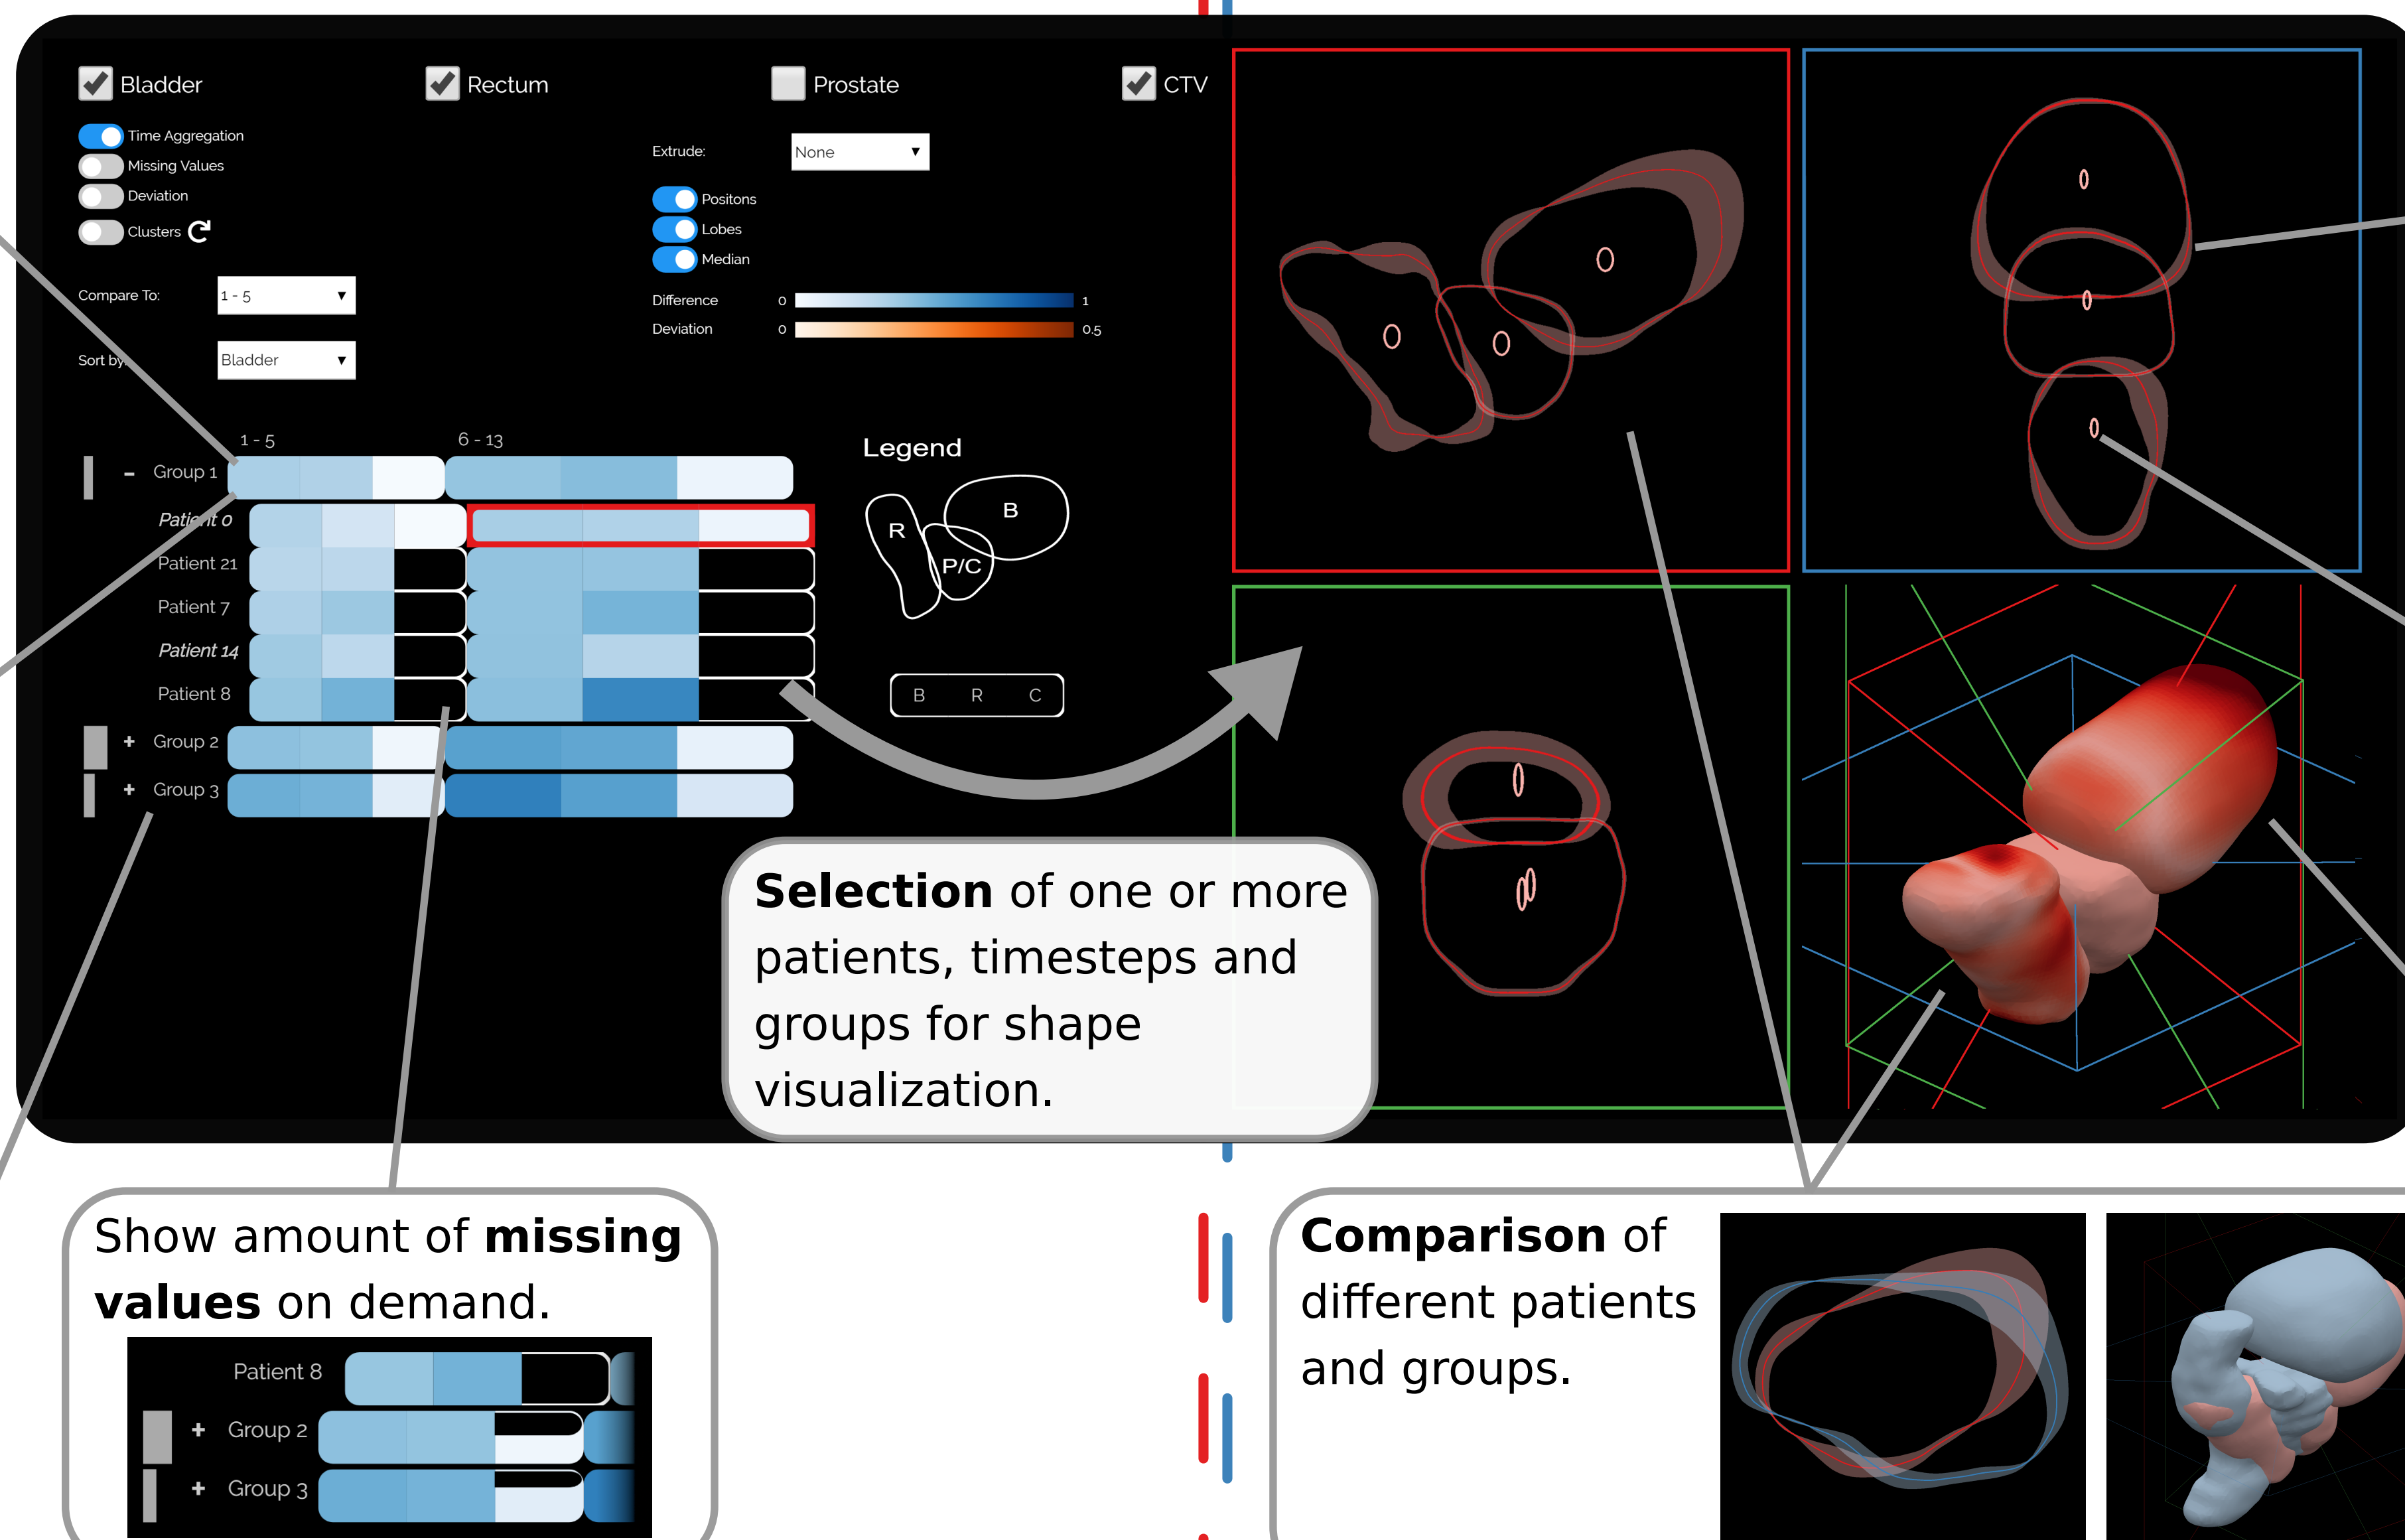 Bladder
Rectum
Prostate
CTV
Time Aggregation
Missing Values
Deviation
Clusters
Compare To:
1 - 5
Sort by:
Bladder
Extrude:
None
Positons
Lobes
Median
Difference 0 1
Deviation 0 0.5
1 - 5 6 - 13
- Group 1
Patient 0
Patient 21
Patient 7
Patient 14
Patient 8
+ Group 2
+ Group 3
Legend
R
B
P/C
B R C
Selection of one or more
patients, timesteps and
groups for shape
visualization.
Show amount of missing
values on demand.
Patient 8
+ Group 2
+ Group 3
Comparison of
different patients
and groups.